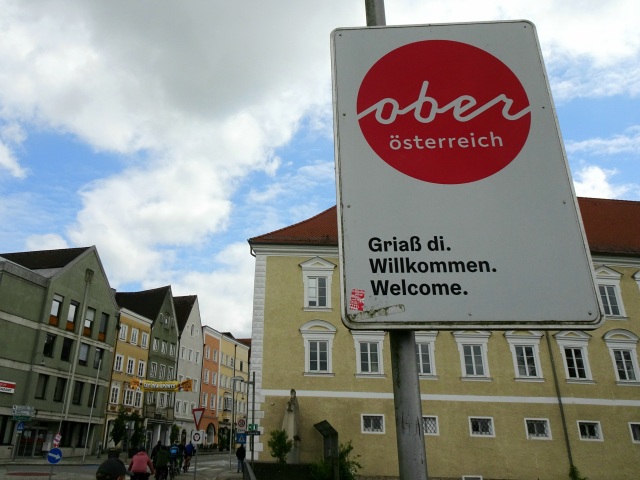 ober
österreich
Griaß di.
Willkommen.
Welcome.